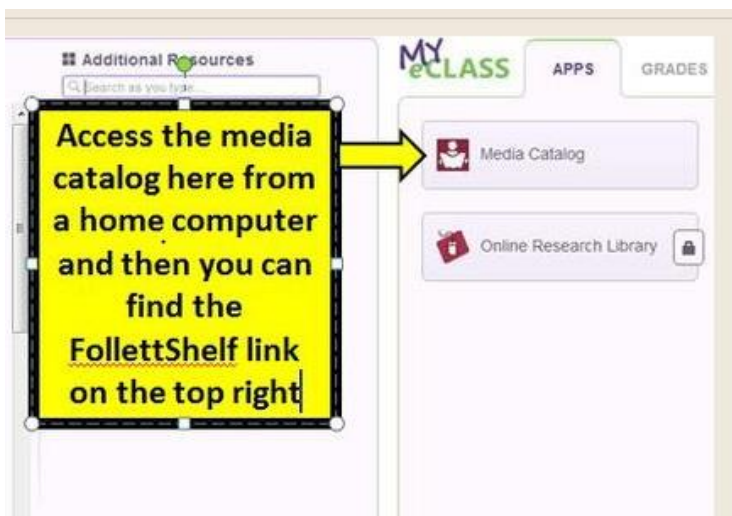 Additional Resources
Search as you type...
Access the media
catalog here from
a home computer
and then you can
find the
FollettShelf link
on the top right
MY
eCLASS
APPS
GRADES
Media Catalog
Online Research Library